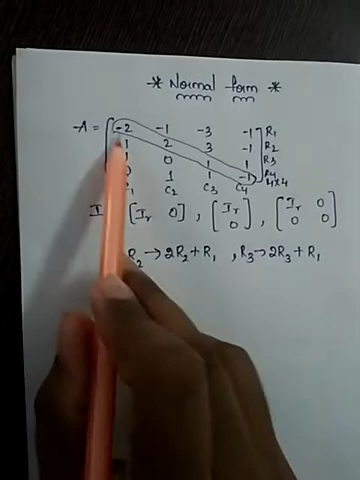 * Normal form *
A = [ -2 -1 -3 -1 ] R₁
1 2 3 -1 R₂
1 0 1 1 R₃
0 1 1 -1 R₄ 4×4
C₁ C₂ C₃ C₄
I [Iᵣ 0] , [Iᵣ 0] , [Iᵣ 0 0 0]
R₂ → 2R₂ + R₁ , R₃ → 2R₃ + R₁